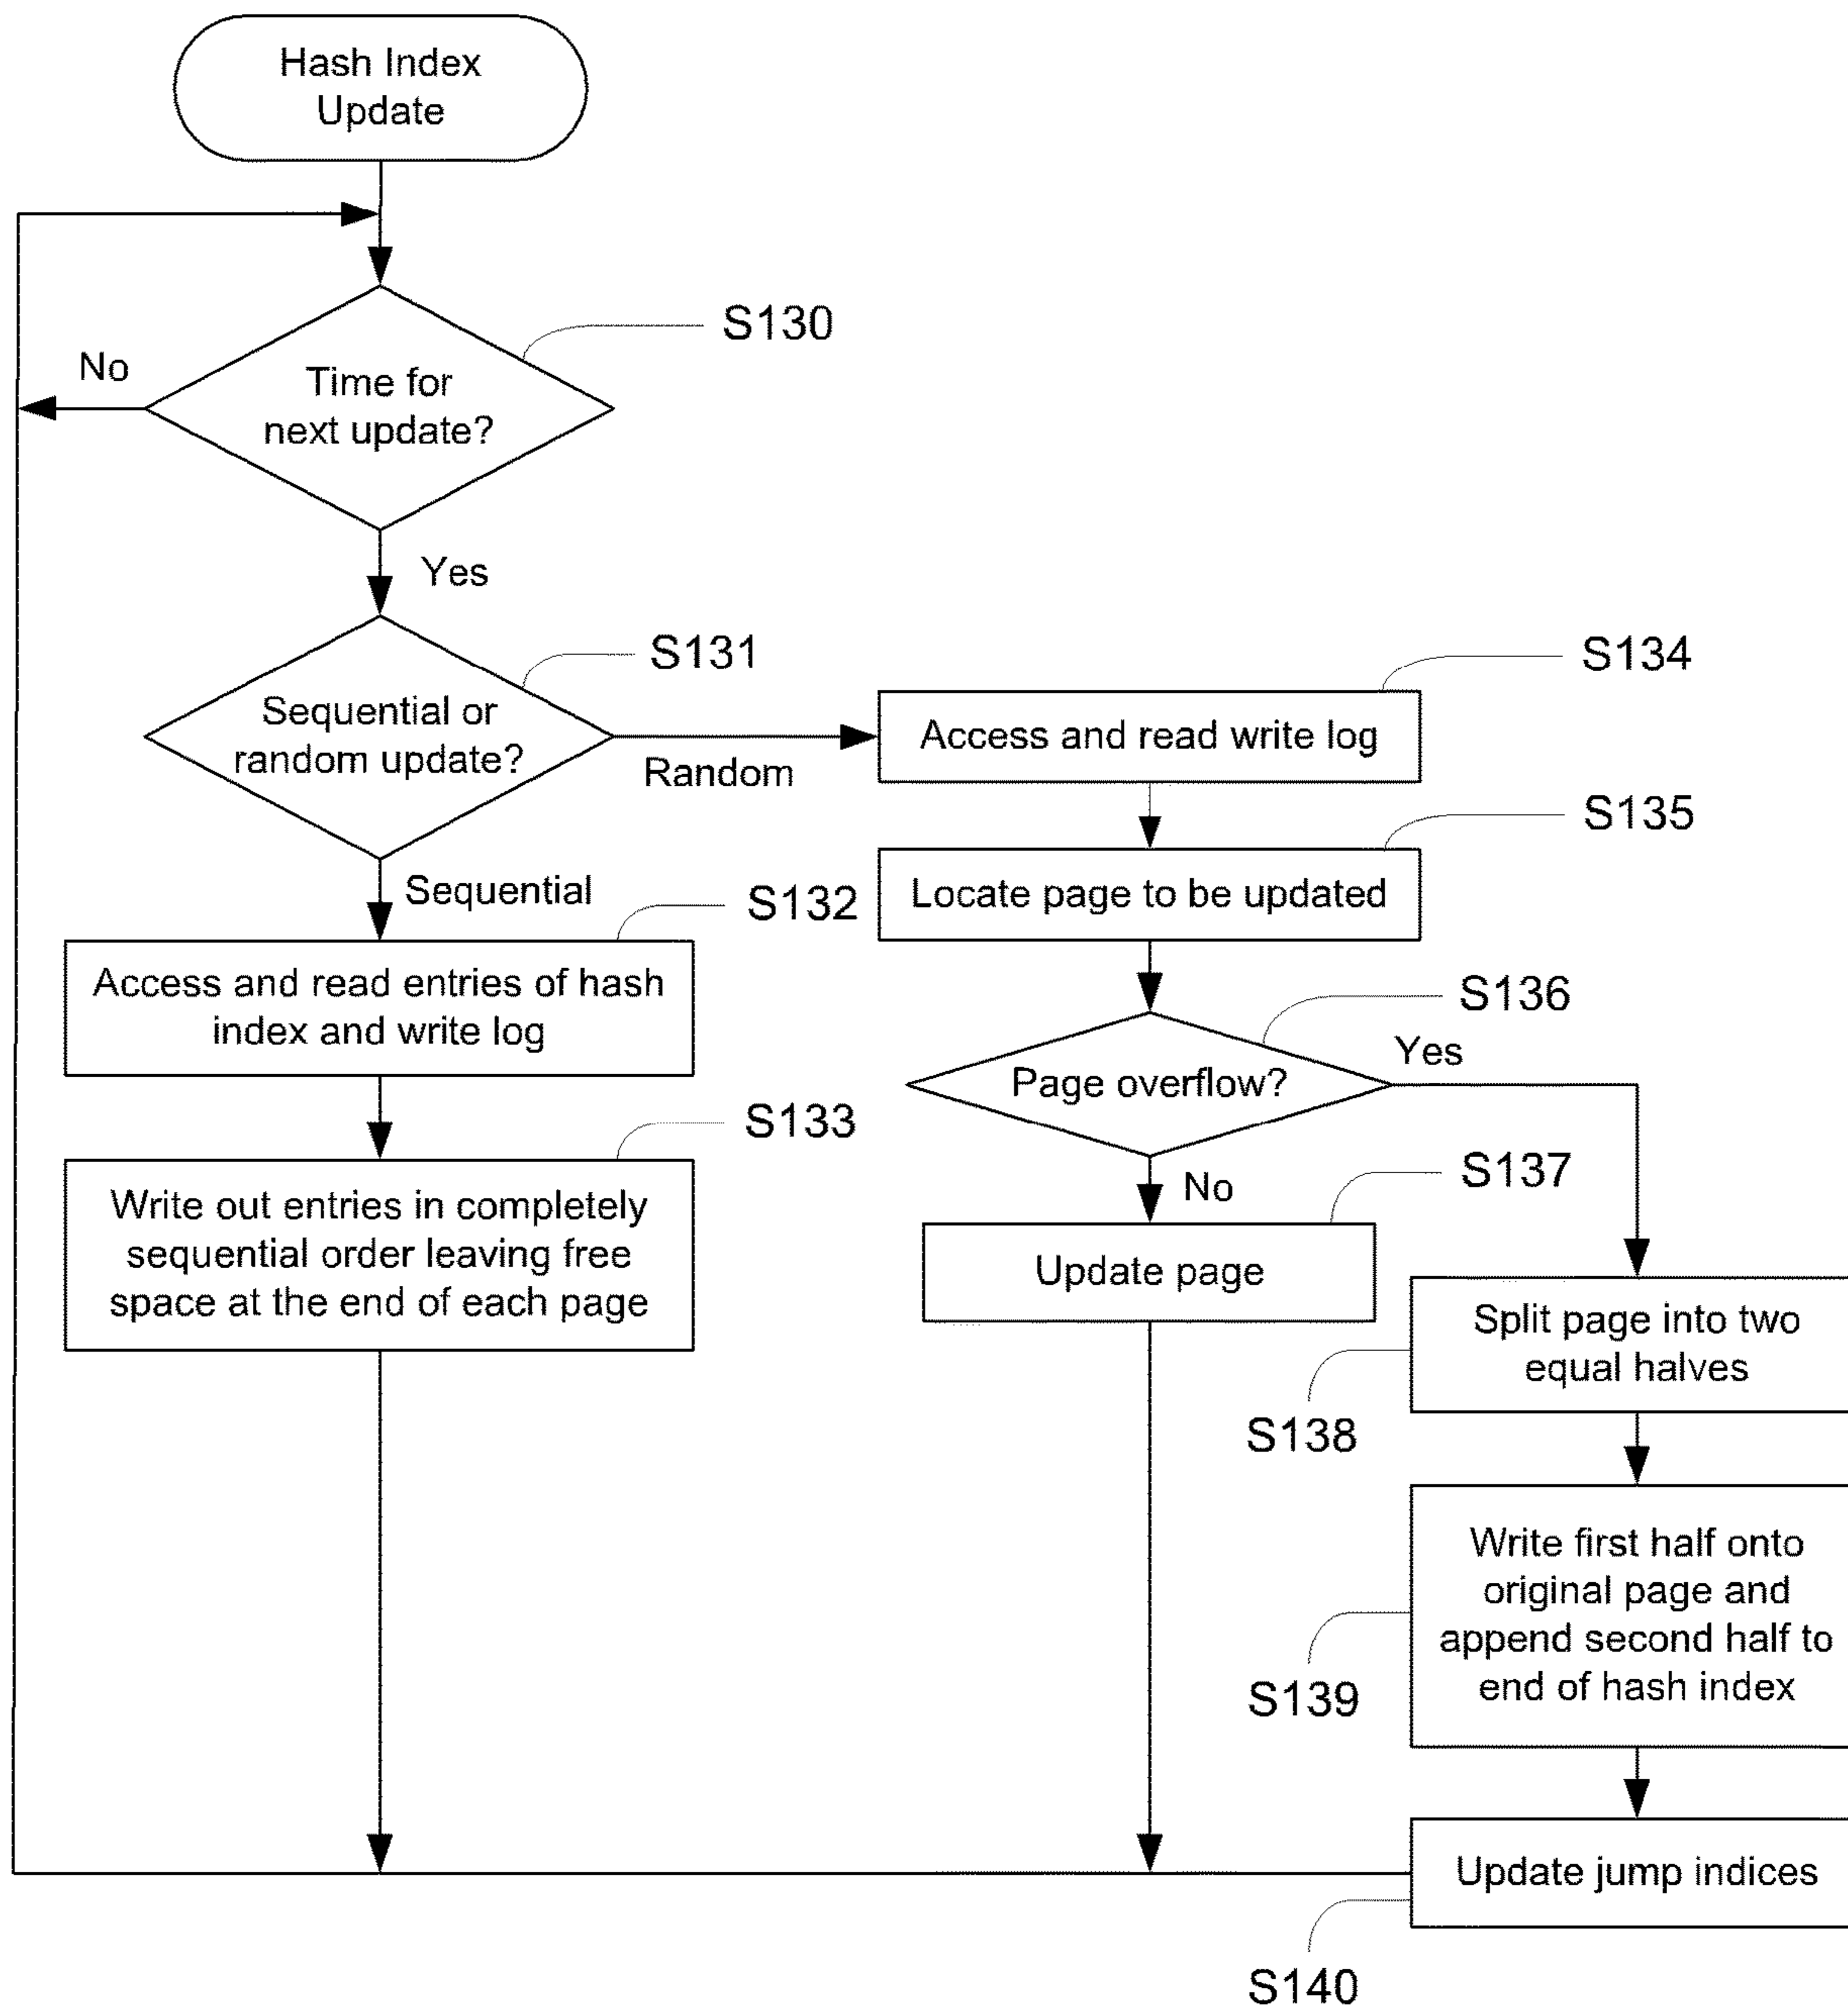 Hash Index
Update
S130
No
Time for
next update?
Yes
S131
Sequential or
random update?
Random
Sequential
S132
Access and read entries of hash
index and write log
S133
Write out entries in completely
sequential order leaving free
space at the end of each page
S134
Access and read write log
S135
Locate page to be updated
S136
Page overflow?
Yes
No
S137
Update page
Split page into two
equal halves
S138
Write first half onto
original page and
append second half to
end of hash index
S139
Update jump indices
S140